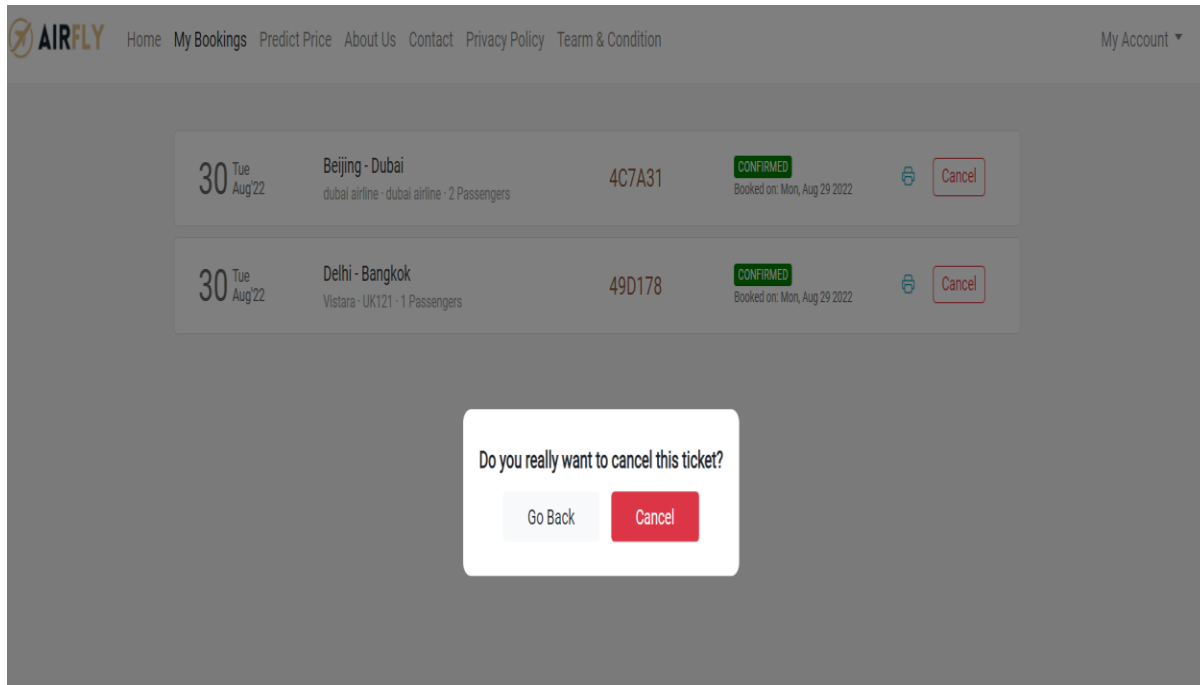 AIRFLY Home My Bookings Predict Price About Us Contact Privacy Policy Tearm & Condition My Account
30 Tue Aug'22
Beijing - Dubai
dubai airline · dubai airline · 2 Passengers
4C7A31
CONFIRMED
Booked on: Mon, Aug 29 2022
Cancel
30 Tue Aug'22
Delhi - Bangkok
Vistara · UK121 · 1 Passengers
49D178
CONFIRMED
Booked on: Mon, Aug 29 2022
Cancel
Do you really want to cancel this ticket?
Go Back Cancel